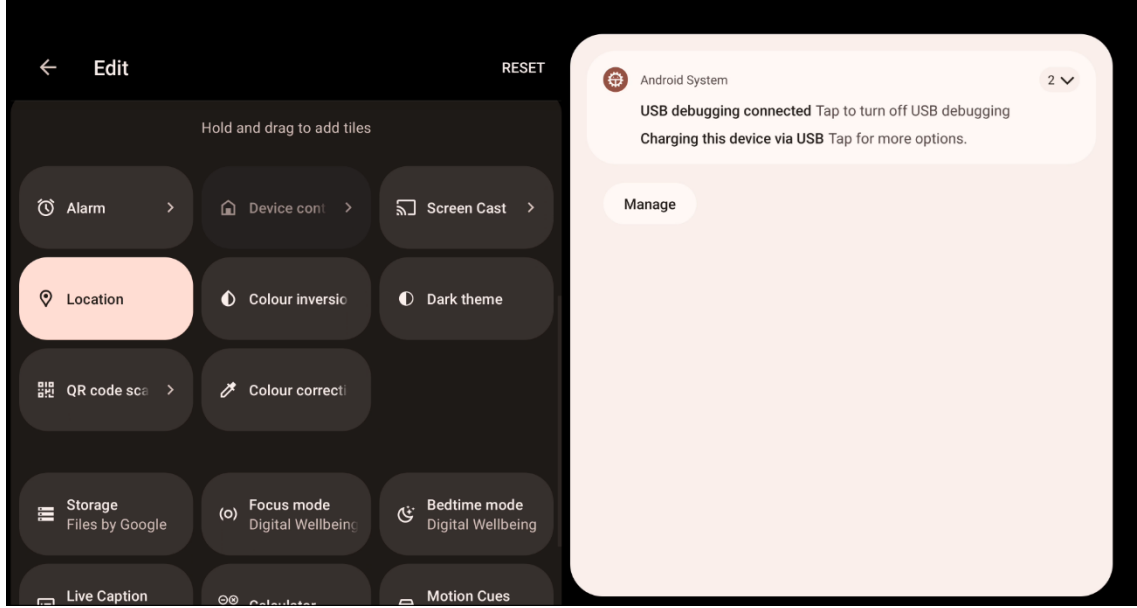 Edit
RESET
Hold and drag to add tiles
Alarm
Device cont
Screen Cast
Location
Colour inversio
Dark theme
QR code sca
Colour correcti
Storage
Files by Google
Focus mode
Digital Wellbeing
Bedtime mode
Digital Wellbeing
Live Caption
Calculator
Motion Cues
Android System
2
USB debugging connected Tap to turn off USB debugging
Charging this device via USB Tap for more options.
Manage